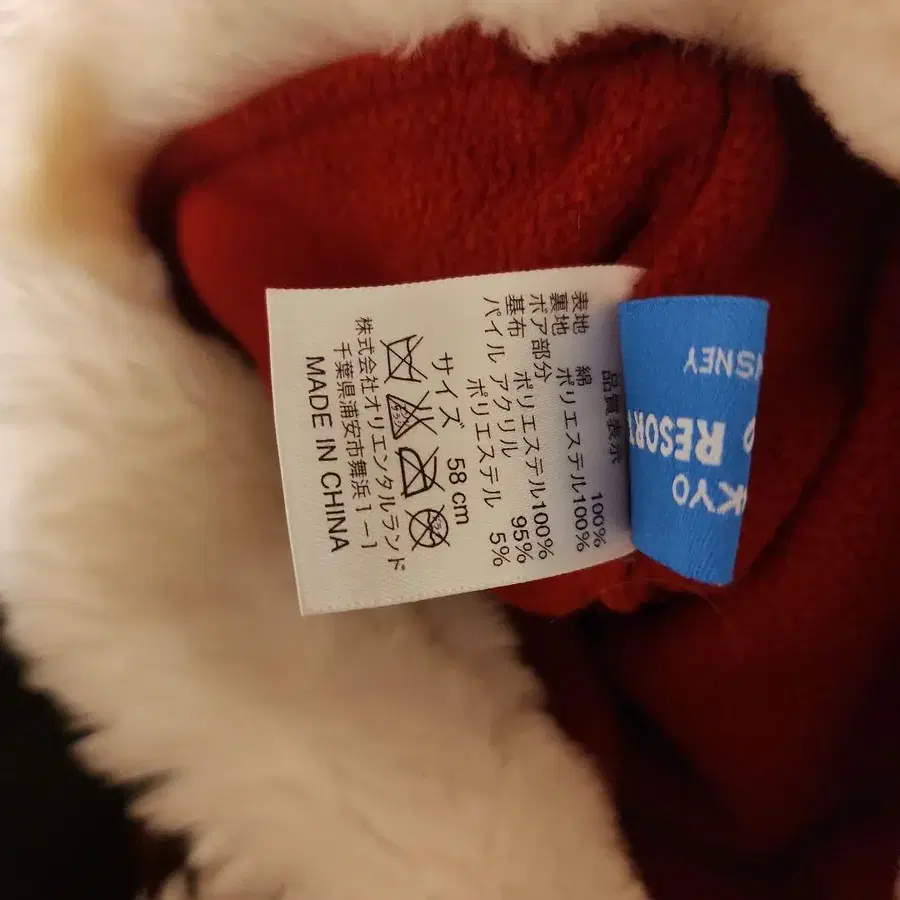 品質表示
表地 綿 100%
裏地 ポリエステル100%
ボア部分
基布 ポリエステル100%
パイル アクリル 95%
ポリエステル 5%
サイズ 58 cm
株式会社オリエンタルランド
千葉県浦安市舞浜1-1
MADE IN CHINA
RESORT